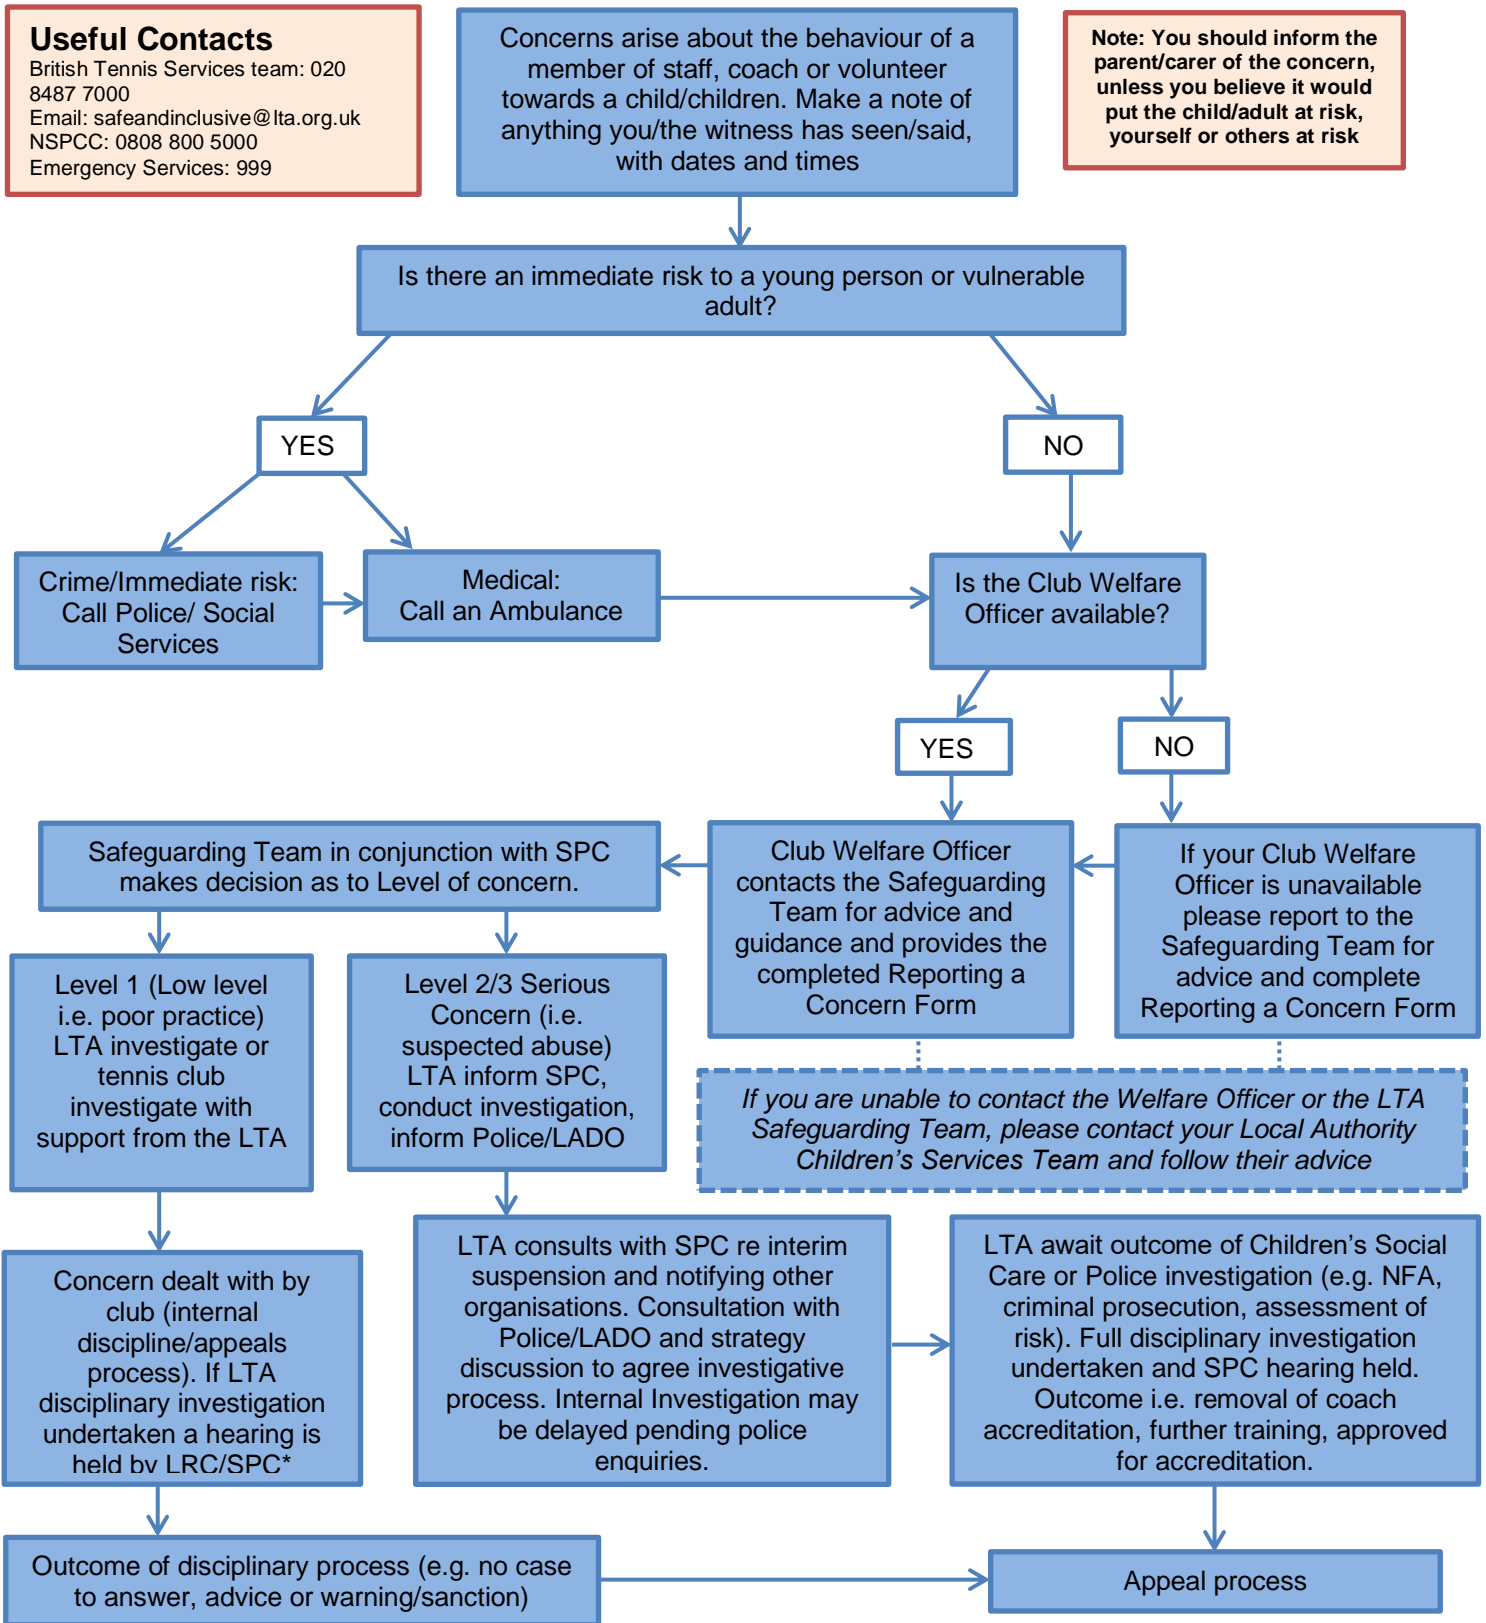 Useful Contacts
British Tennis Services team: 020
8487 7000
Email: safeandinclusive@lta.org.uk
NSPCC: 0808 800 5000
Emergency Services: 999
Concerns arise about the behaviour of a
member of staff, coach or volunteer
towards a child/children. Make a note of
anything you/the witness has seen/said,
with dates and times
Note: You should inform the
parent/carer of the concern,
unless you believe it would
put the child/adult at risk,
yourself or others at risk
Is there an immediate risk to a young person or vulnerable
adult?
YES
NO
Crime/Immediate risk:
Call Police/ Social
Services
Medical:
Call an Ambulance
Is the Club Welfare
Officer available?
YES
NO
Safeguarding Team in conjunction with SPC
makes decision as to Level of concern.
Club Welfare Officer
contacts the Safeguarding
Team for advice and
guidance and provides the
completed Reporting a
Concern Form
If your Club Welfare
Officer is unavailable
please report to the
Safeguarding Team for
advice and complete
Reporting a Concern Form
Level 1 (Low level
i.e. poor practice)
LTA investigate or
tennis club
investigate with
support from the LTA
Level 2/3 Serious
Concern (i.e.
suspected abuse)
LTA inform SPC,
conduct investigation,
inform Police/LADO
If you are unable to contact the Welfare Officer or the LTA
Safeguarding Team, please contact your Local Authority
Children's Services Team and follow their advice
Concern dealt with by
club (internal
discipline/appeals
process). If LTA
disciplinary investigation
undertaken a hearing is
held by LRC/SPC*
LTA consults with SPC re interim
suspension and notifying other
organisations. Consultation with
Police/LADO and strategy
discussion to agree investigative
process. Internal Investigation may
be delayed pending police
enquiries.
LTA await outcome of Children's Social
Care or Police investigation (e.g. NFA,
criminal prosecution, assessment of
risk). Full disciplinary investigation
undertaken and SPC hearing held.
Outcome i.e. removal of coach
accreditation, further training, approved
for accreditation.
Outcome of disciplinary process (e.g. no case
to answer, advice or warning/sanction)
Appeal process